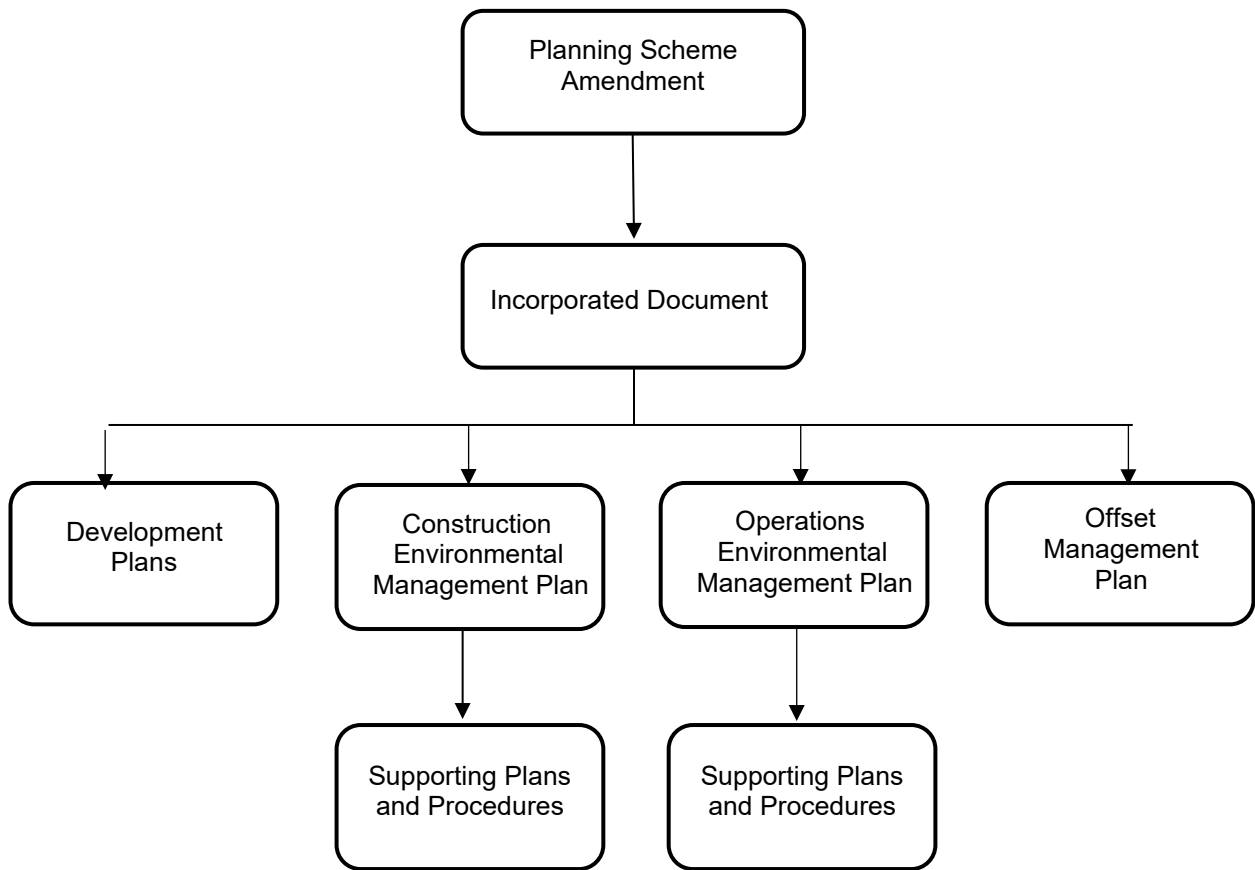 Planning Scheme
Amendment
Incorporated Document
Development
Plans
Construction
Environmental
Management Plan
Operations
Environmental
Management Plan
Offset
Management
Plan
Supporting Plans
and Procedures
Supporting Plans
and Procedures